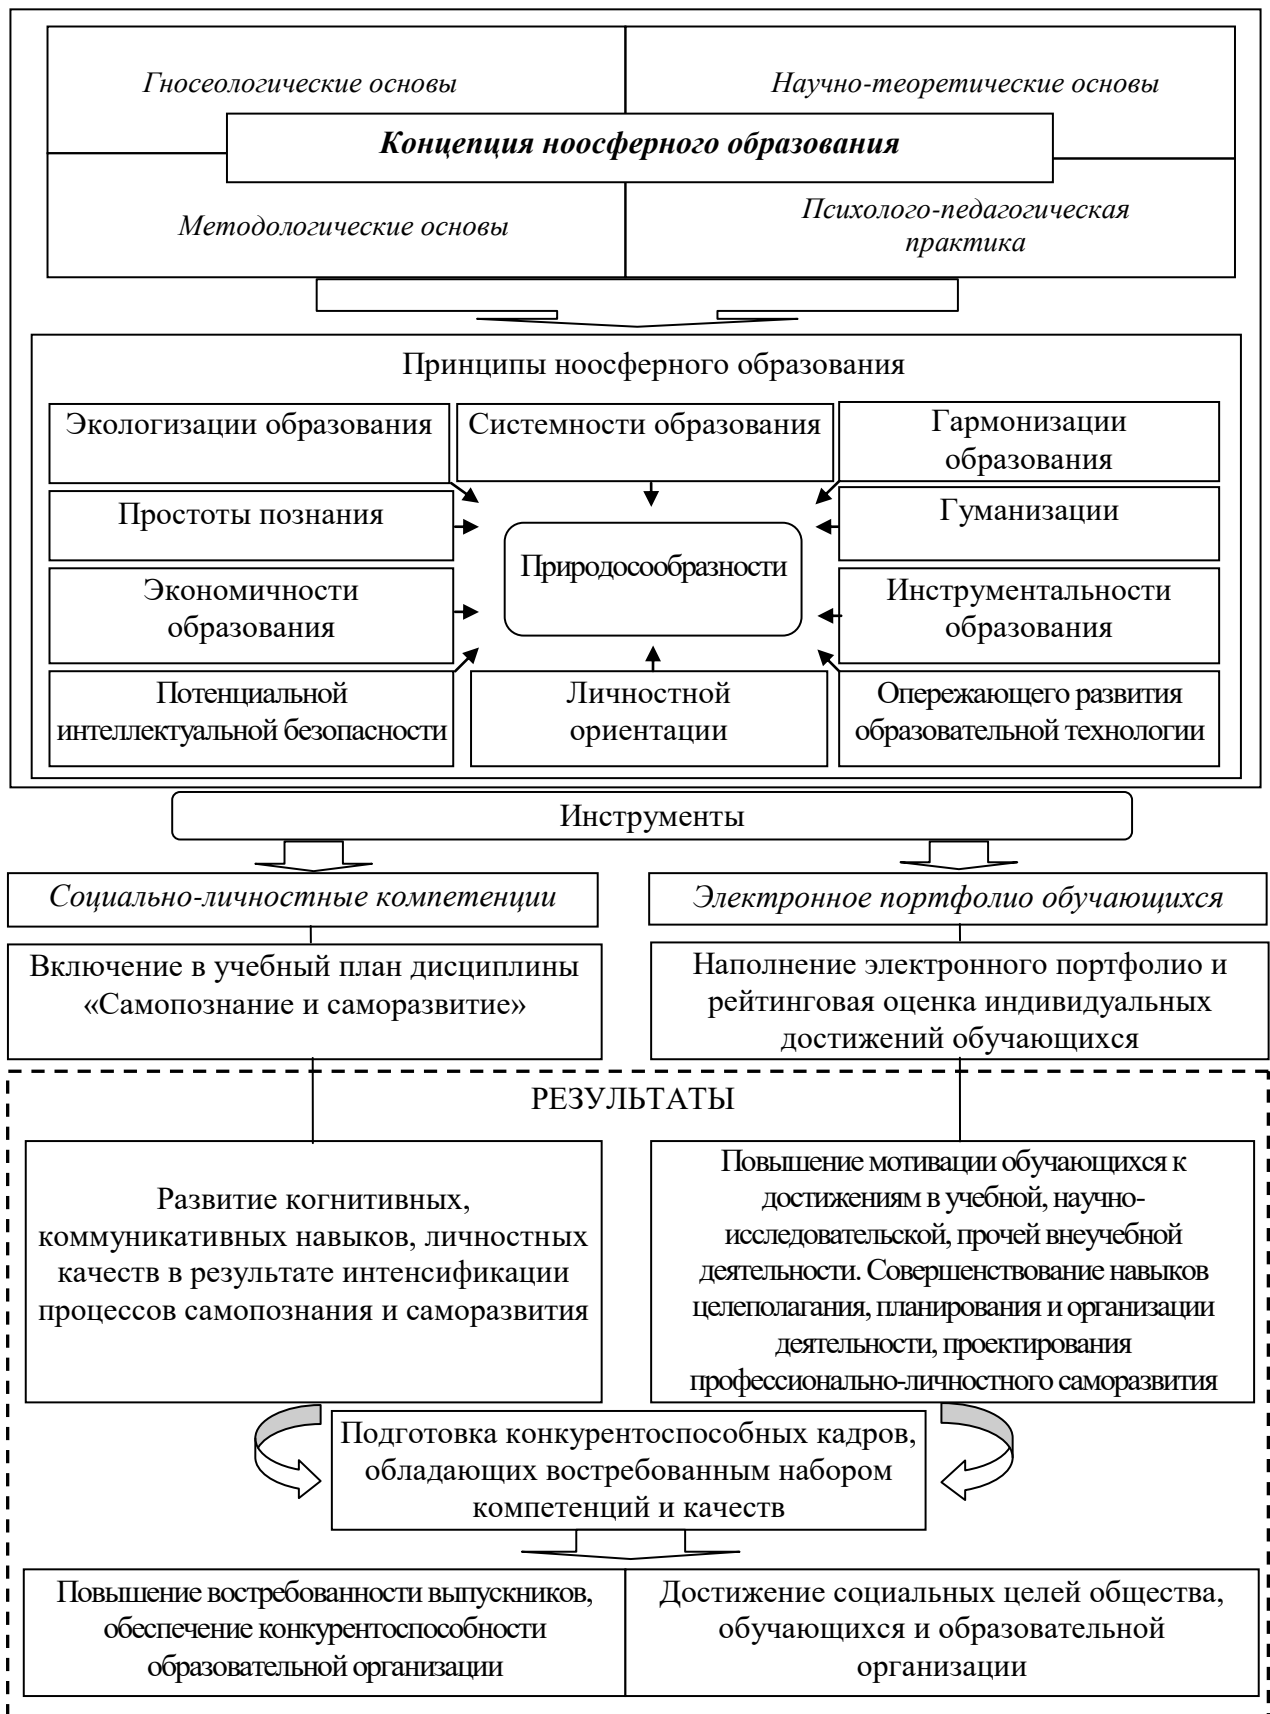 Гносеологические основы
Научно-теоретические основы
Концепция ноосферного образования
Методологические основы
Психолого-педагогическая
практика
Принципы ноосферного образования
Экологизации образования
Системности образования
Гармонизации
образования
Простоты познания
Гуманизации
Природосообразности
Экономичности
образования
Инструментальности
образования
Потенциальной
интеллектуальной безопасности
Личностной
ориентации
Опережающего развития
образовательной технологии
Инструменты
Социально-личностные компетенции
Электронное портфолио обучающихся
Включение в учебный план дисциплины
«Самопознание и саморазвитие»
Наполнение электронного портфолио и
рейтинговая оценка индивидуальных
достижений обучающихся
РЕЗУЛЬТАТЫ
Развитие когнитивных,
коммуникативных навыков, личностных
качеств в результате интенсификации
процессов самопознания и саморазвития
Повышение мотивации обучающихся к
достижениям в учебной, научно-
исследовательской, прочей внеучебной
деятельности. Совершенствование навыков
целеполагания, планирования и организации
деятельности, проектирования
профессионально-личностного саморазвития
Подготовка конкурентоспособных кадров,
обладающих востребованным набором
компетенций и качеств
Повышение востребованности выпускников,
обеспечение конкурентоспособности
образовательной организации
Достижение социальных целей общества,
обучающихся и образовательной
организации